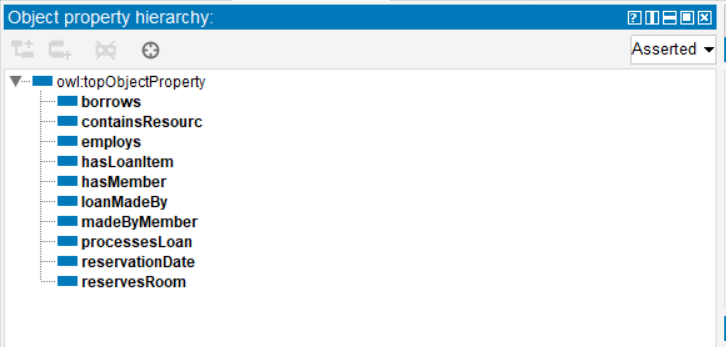 Object property hierarchy:
Asserted
owl:topObjectProperty
borrows
containsResourc
employs
hasLoanItem
hasMember
loanMadeBy
madeByMember
processesLoan
reservationDate
reservesRoom